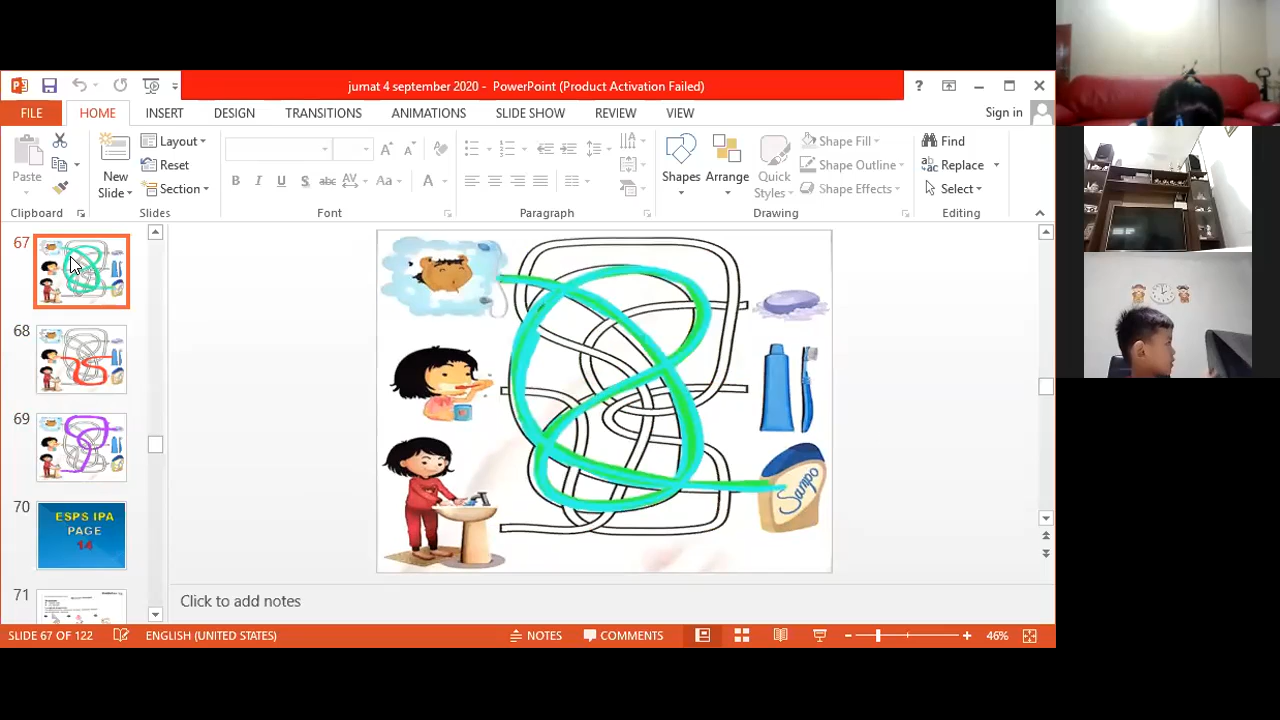 jumat 4 september 2020 - PowerPoint (Product Activation Failed)
FILE HOME INSERT DESIGN TRANSITIONS ANIMATIONS SLIDE SHOW REVIEW VIEW Sign in
Paste
New Slide
Layout
Reset
Section
Shapes
Arrange
Quick Styles
Shape Fill
Shape Outline
Shape Effects
Find
Replace
Select
Clipboard Slides Font Paragraph Drawing Editing
67
68
69
70
ESPS IPA
PAGE
14
71
Sampo
Click to add notes
SLIDE 67 OF 122 ENGLISH (UNITED STATES) NOTES COMMENTS 46%